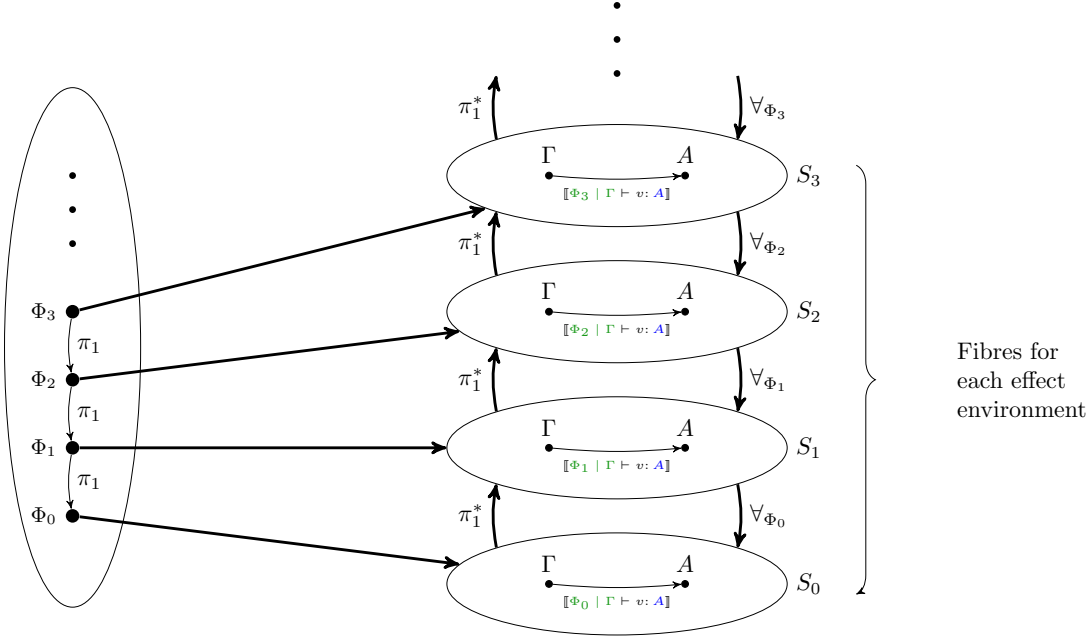 π₁* ∀Φ₃
Γ A
⟦Φ₃ | Γ ⊢ v: A⟧
S₃
π₁* ∀Φ₂
Φ₃
Γ A
⟦Φ₂ | Γ ⊢ v: A⟧
S₂
π₁
Φ₂
π₁* ∀Φ₁
π₁
Φ₁
Γ A
⟦Φ₁ | Γ ⊢ v: A⟧
S₁
π₁
Φ₀
π₁* ∀Φ₀
Γ A
⟦Φ₀ | Γ ⊢ v: A⟧
S₀
Fibres for
each effect
environment